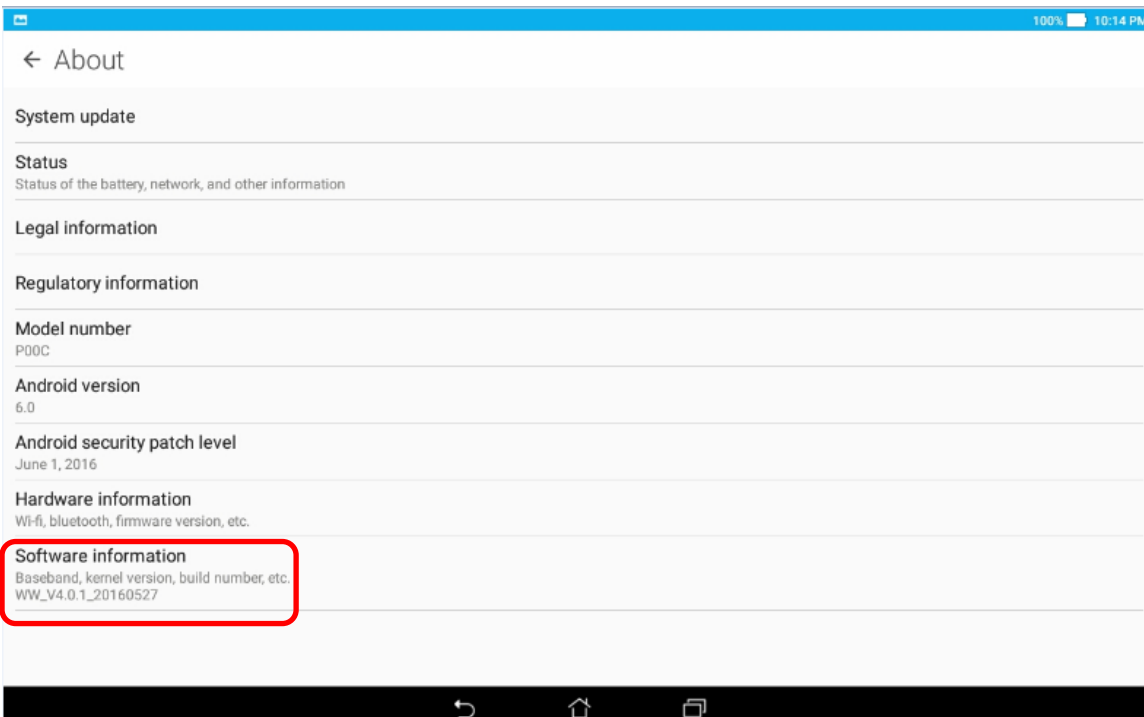 100% 10:14 PM
About
System update
Status
Status of the battery, network, and other information
Legal information
Regulatory information
Model number
P00C
Android version
6.0
Android security patch level
June 1, 2016
Hardware information
Wi-fi, bluetooth, firmware version, etc.
Software information
Baseband, kernel version, build number, etc.
WW_V4.0.1_20160527